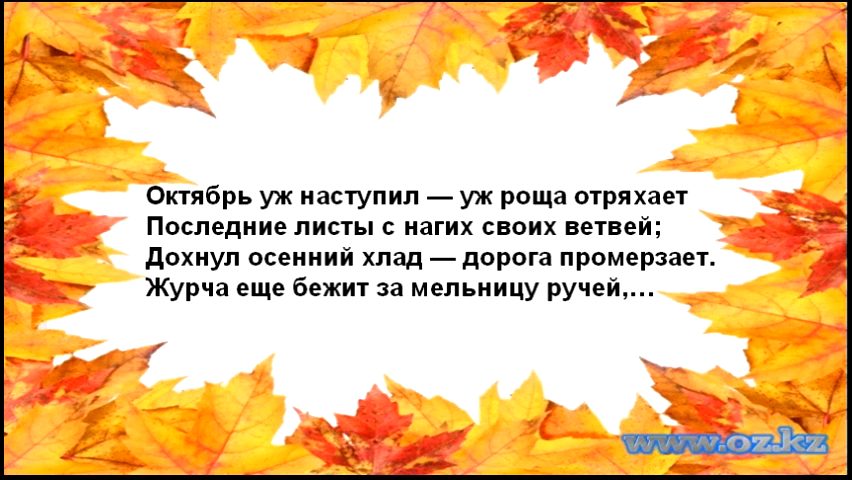 Октябрь уж наступил — уж роща отряхает
Последние листы с нагих своих ветвей;
Дохнул осенний хлад — дорога промерзает.
Журча еще бежит за мельницу ручей,...
www.oz.kz